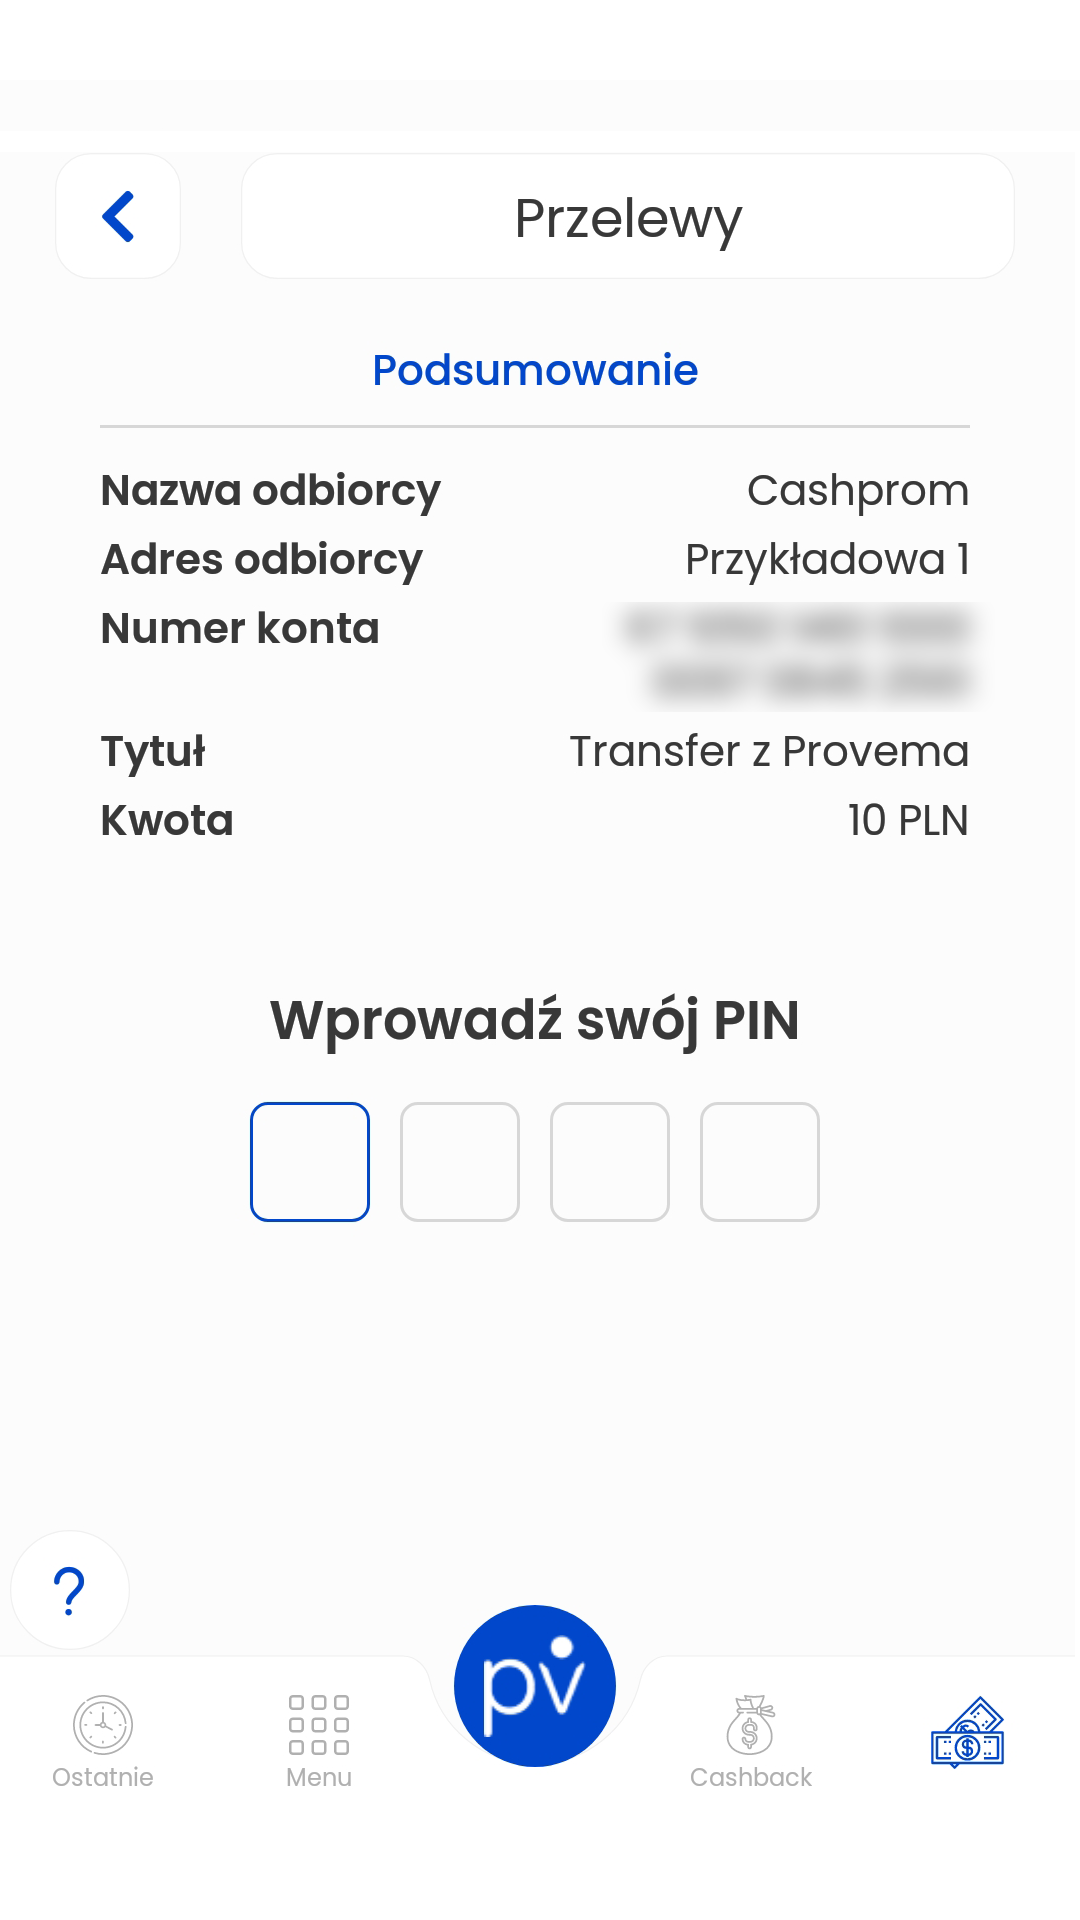 Przelewy
Podsumowanie
Nazwa odbiorcy Cashprom
Adres odbiorcy Przykładowa 1
Numer konta
Tytuł Transfer z Provema
Kwota 10 PLN
Wprowadź swój PIN
?
pv
Ostatnie Menu Cashback